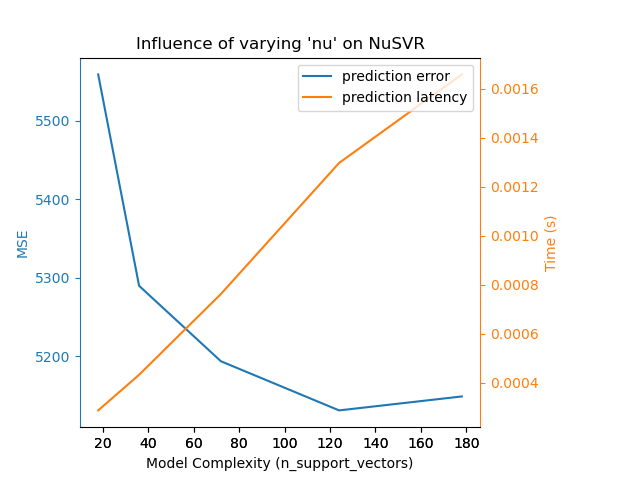 Influence of varying 'nu' on NuSVR
prediction error
prediction latency
MSE
5500
5400
5300
5200
0.0016
0.0014
0.0012
0.0010
0.0008
0.0006
0.0004
Time (s)
20 40 60 80 100 120 140 160 180
Model Complexity (n_support_vectors)